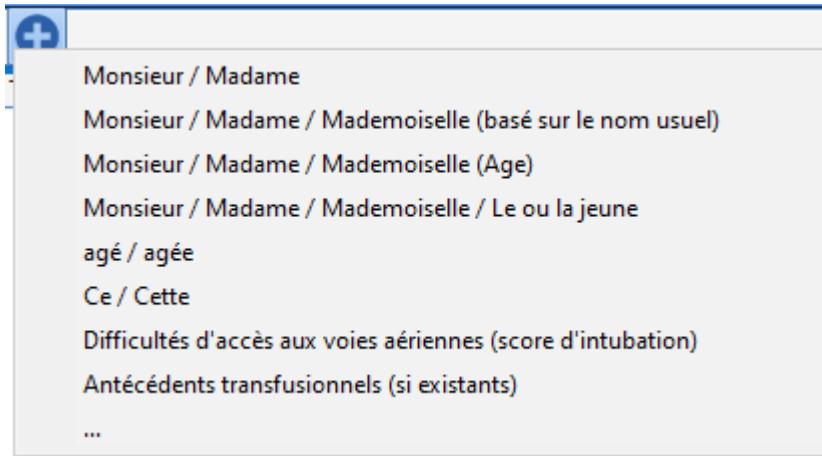 Monsieur / Madame
Monsieur / Madame / Mademoiselle (basé sur le nom usuel)
Monsieur / Madame / Mademoiselle (Age)
Monsieur / Madame / Mademoiselle / Le ou la jeune
agé / agée
Ce / Cette
Difficultés d'accès aux voies aériennes (score d'intubation)
Antécédents transfusionnels (si existants)
...